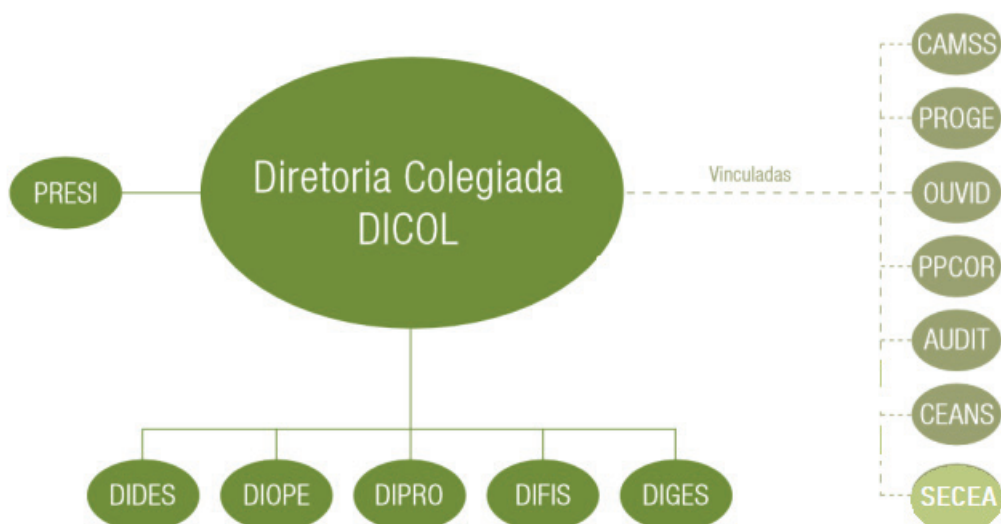 CAMSS
PROGE
Diretoria Colegiada
DICOL
PRESI
Vinculadas
OUVID
PPCOR
AUDIT
CEANS
DIDES
DIOPE
DIPRO
DIFIS
DIGES
SECEA